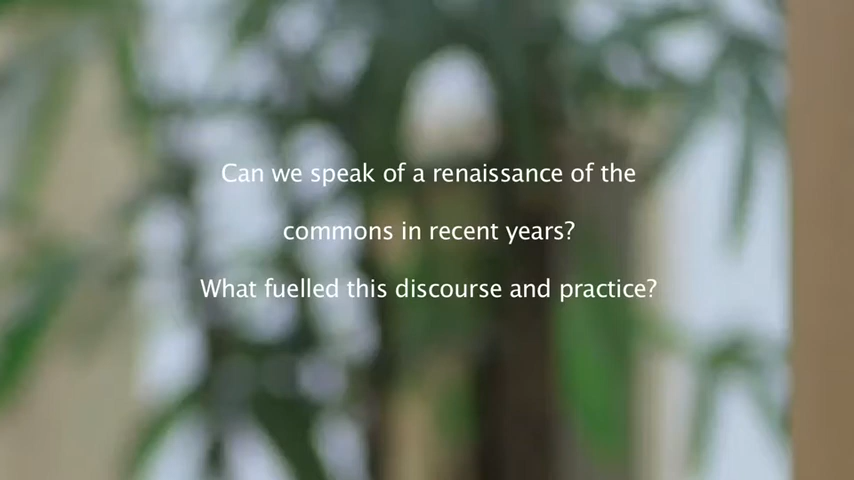 Can we speak of a renaissance of the
commons in recent years?
What fuelled this discourse and practice?